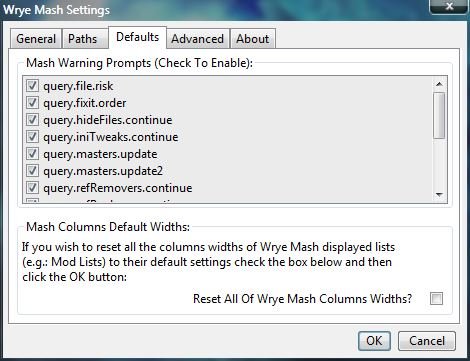 Wrye Mash Settings
General Paths Defaults Advanced About
Mash Warning Prompts (Check To Enable):
query.file.risk
query.fixit.order
query.hideFiles.continue
query.iniTweaks.continue
query.masters.update
query.masters.update2
query.refRemovers.continue
Mash Columns Default Widths:
If you wish to reset all the columns widths of Wrye Mash displayed lists
(e.g.: Mod Lists) to their default settings check the box below and then
click the OK button:
Reset All Of Wrye Mash Columns Widths?
OK Cancel